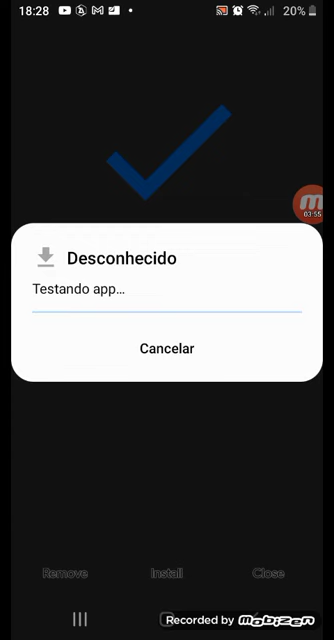 18:28
20%
03:55
Desconhecido
Testando app...
Cancelar
Remove Install Close
Recorded by mobizen